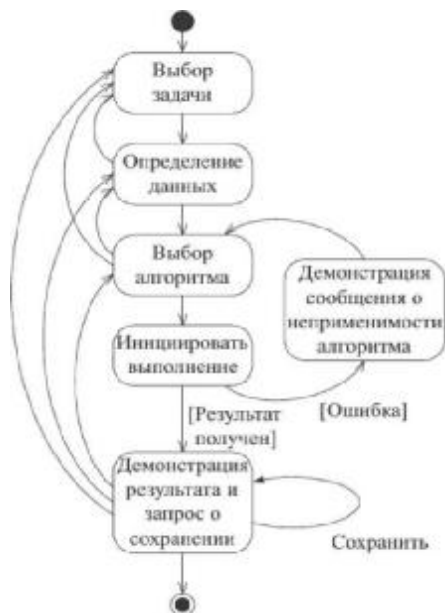 Выбор
задачи
Определение
данных
Выбор
алгоритма
Демонстрация
сообщения о
неприменимости
алгоритма
Инициировать
выполнение
[Результат
получен]
[Ошибка]
Демонстрация
результата и
запрос о
сохранении
Сохранить